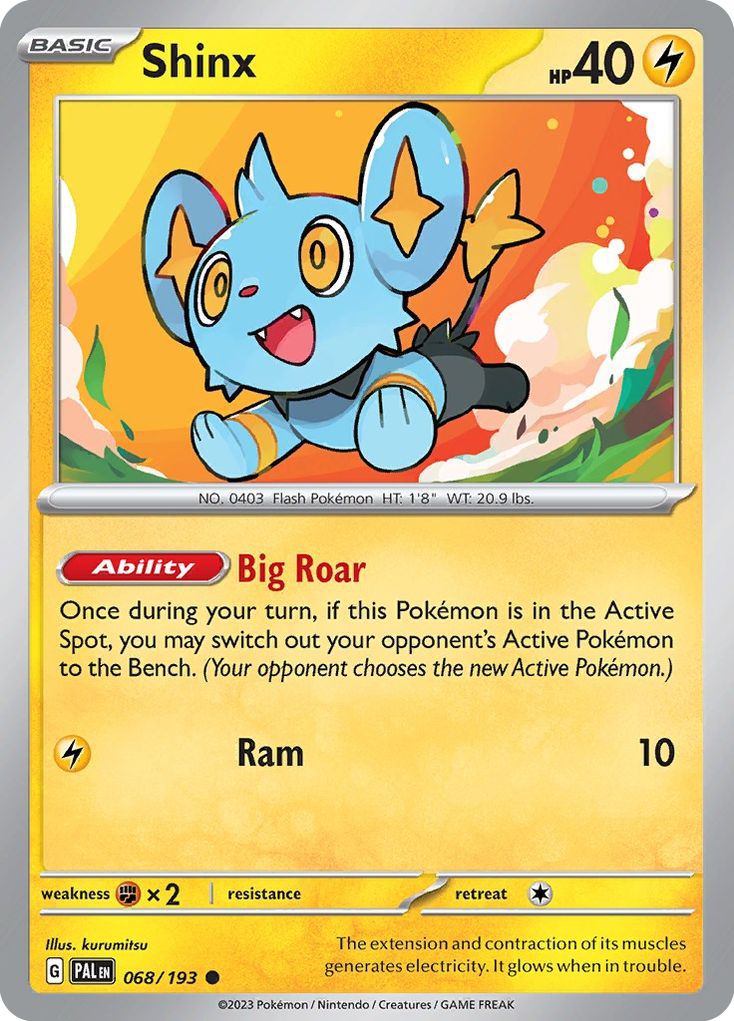 BASIC
Shinx
HP 40
NO. 0403 Flash Pokémon HT: 1'8" WT: 20.9 lbs.
Ability Big Roar
Once during your turn, if this Pokémon is in the Active
Spot, you may switch out your opponent's Active Pokémon
to the Bench. (Your opponent chooses the new Active Pokémon.)
Ram 10
weakness ×2 resistance retreat
Illus. kurumitsu
The extension and contraction of its muscles
generates electricity. It glows when in trouble.
G PAL EN 068/193
©2023 Pokémon / Nintendo / Creatures / GAME FREAK